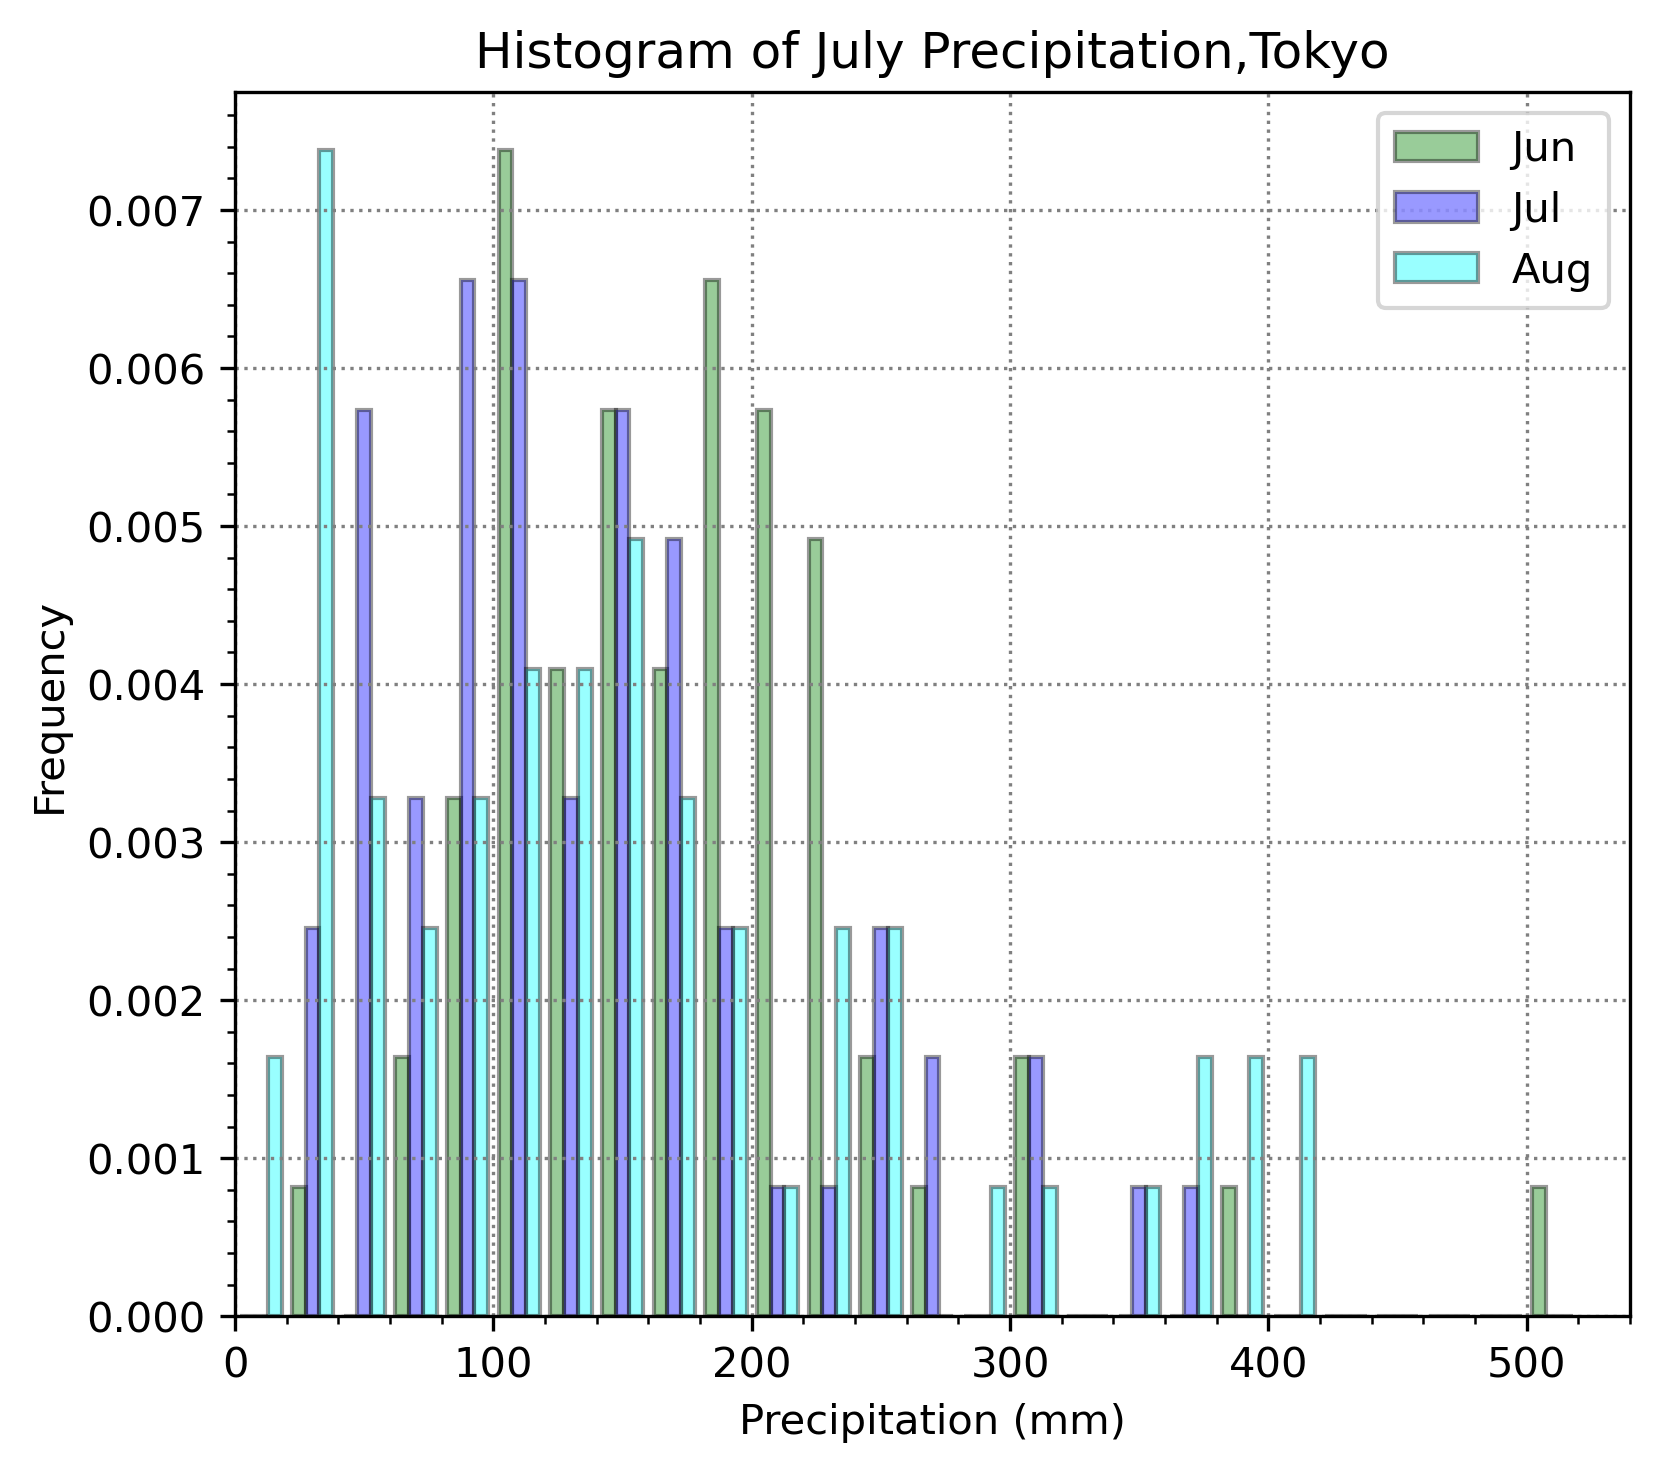 Histogram of July Precipitation,Tokyo
Jun
Jul
Aug
0.007
0.006
0.005
0.004
0.003
0.002
0.001
0.000
Frequency
0 100 200 300 400 500
Precipitation (mm)